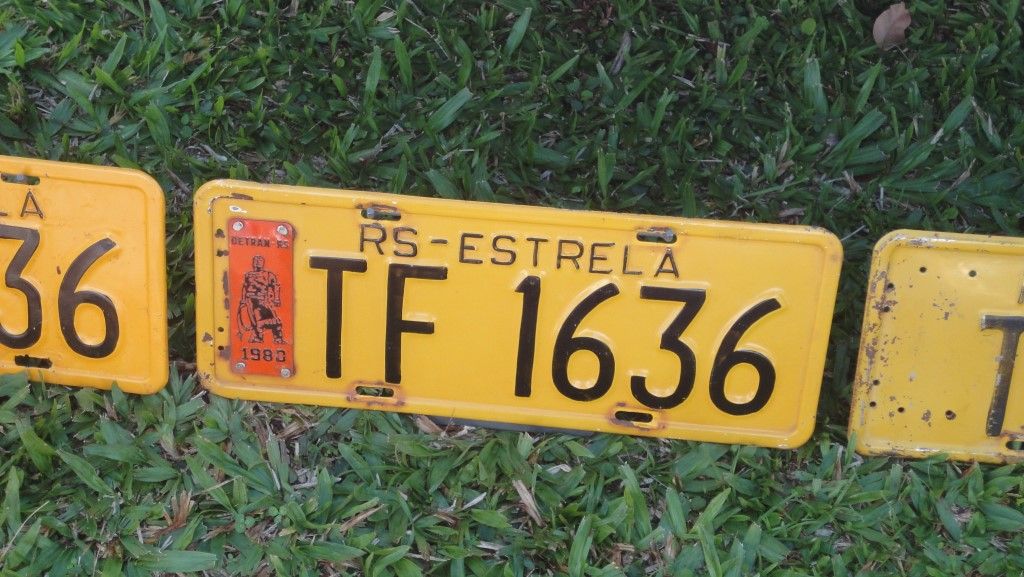 LA
36
DETRAN-RS
1980
RS-ESTRELA
TF 1636
T